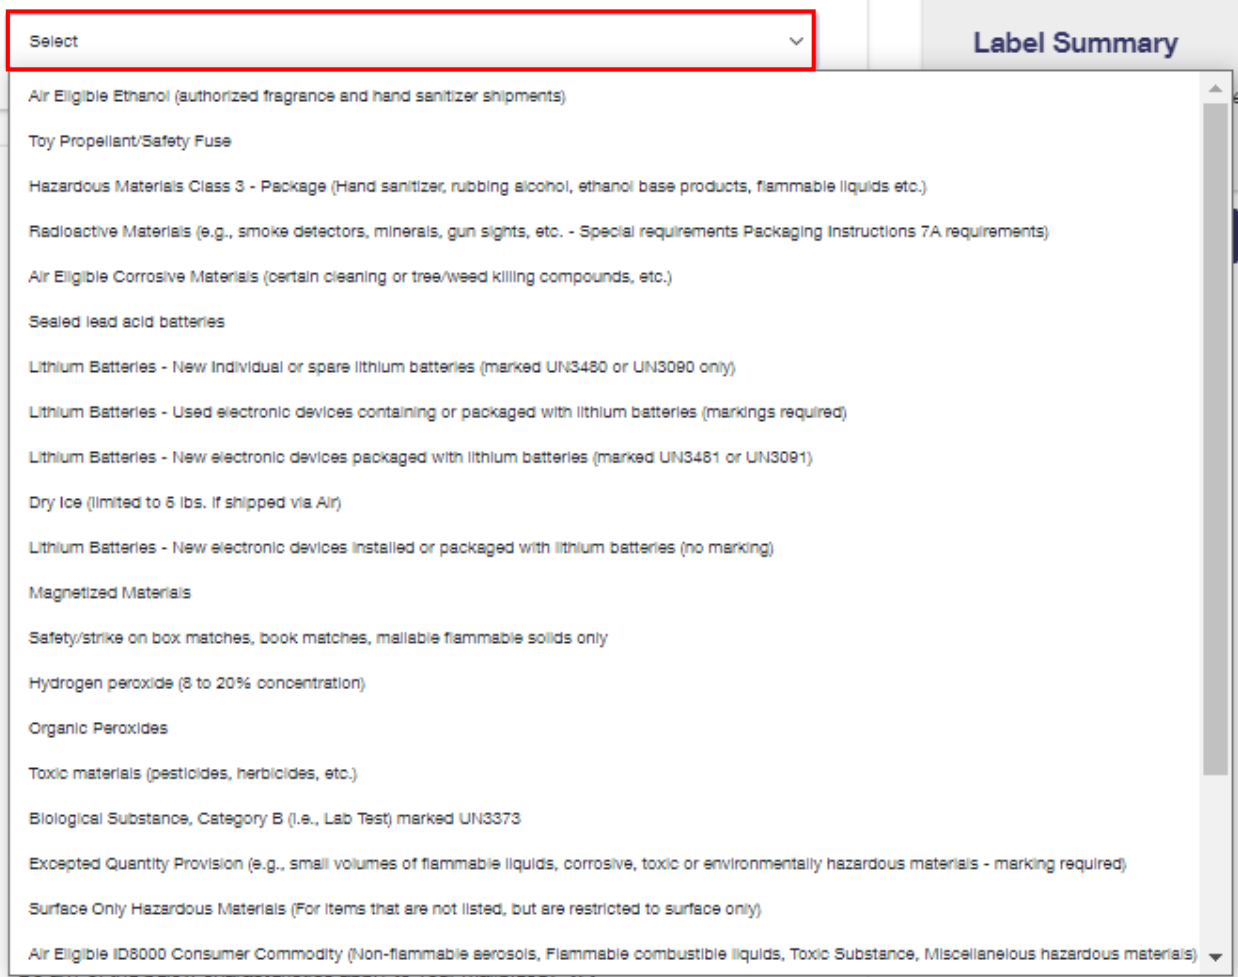 Select
Label Summary
Air Eligible Ethanol (authorized fragrance and hand sanitizer shipments)
Toy Propellant/Safety Fuse
Hazardous Materials Class 3 - Package (Hand sanitizer, rubbing alcohol, ethanol base products, flammable liquids etc.)
Radioactive Materials (e.g., smoke detectors, minerals, gun sights, etc. - Special requirements Packaging Instructions 7A requirements)
Air Eligible Corrosive Materials (certain cleaning or tree/weed killing compounds, etc.)
Sealed lead acid batteries
Lithium Batteries - New Individual or spare lithium batteries (marked UN3480 or UN3090 only)
Lithium Batteries - Used electronic devices containing or packaged with lithium batteries (markings required)
Lithium Batteries - New electronic devices packaged with lithium batteries (marked UN3481 or UN3091)
Dry Ice (limited to 5 lbs. if shipped via Air)
Lithium Batteries - New electronic devices installed or packaged with lithium batteries (no marking)
Magnetized Materials
Safety/strike on box matches, book matches, mailable flammable solids only
Hydrogen peroxide (8 to 20% concentration)
Organic Peroxides
Toxic materials (pesticides, herbicides, etc.)
Biological Substance, Category B (i.e., Lab Test) marked UN3373
Excepted Quantity Provision (e.g., small volumes of flammable liquids, corrosive, toxic or environmentally hazardous materials - marking required)
Surface Only Hazardous Materials (For items that are not listed, but are restricted to surface only)
Air Eligible ID8000 Consumer Commodity (Non-flammable aerosols, Flammable combustible liquids, Toxic Substance, Miscellaneious hazardous materials)